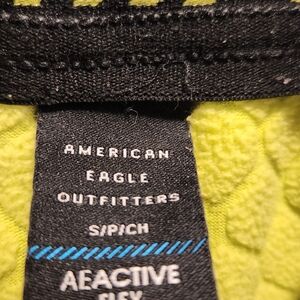 AMERICAN
EAGLE
OUTFITTERS
S/P/CH
AEACTIVE
FLEX